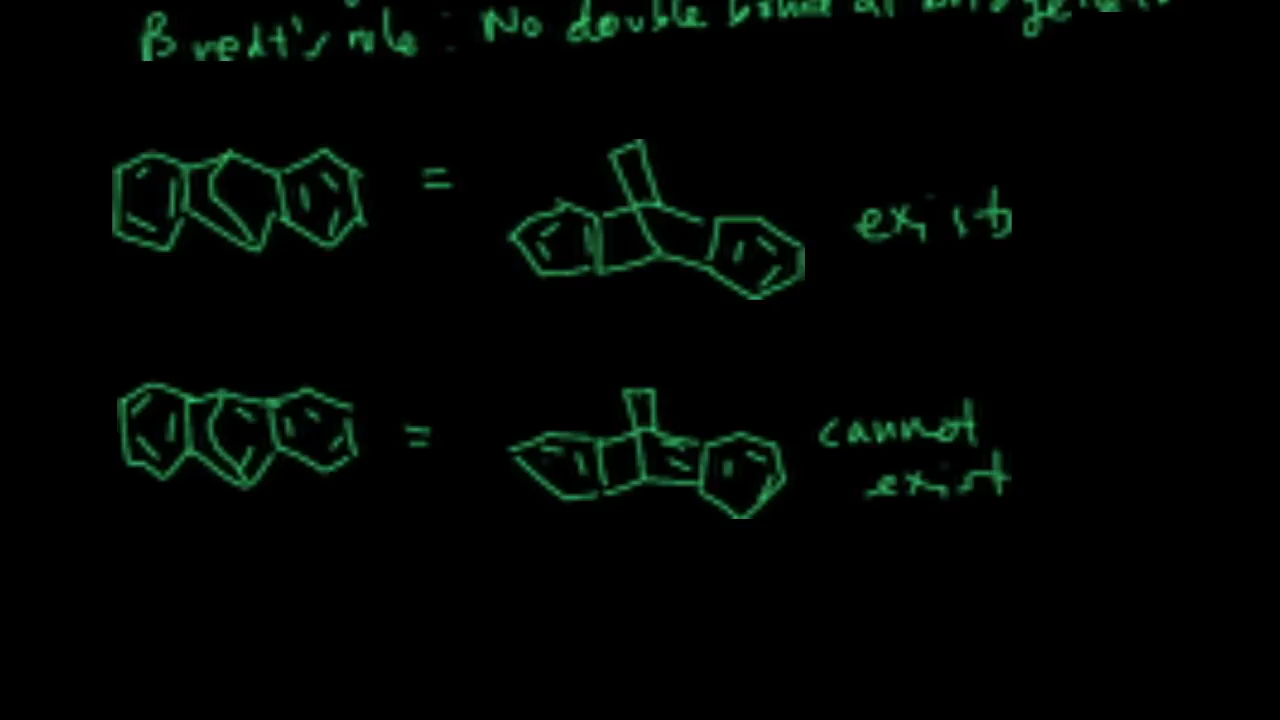 Bredt's rule : No double bond at
=
exists
=
cannot
exist